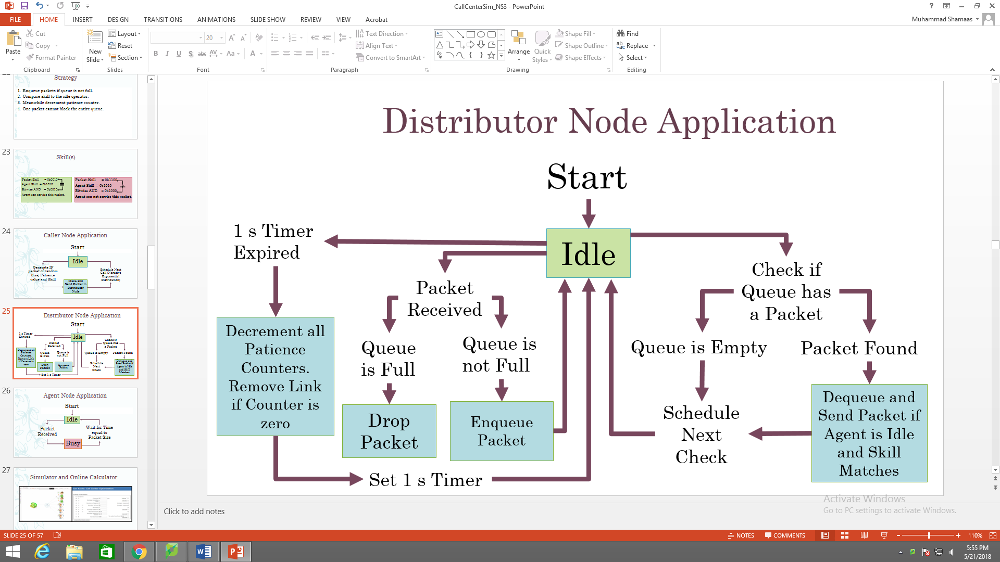 CallCenterSim_NS3 - PowerPoint
FILE
HOME
INSERT
DESIGN
TRANSITIONS
ANIMATIONS
SLIDE SHOW
REVIEW
VIEW
Acrobat
Muhammad Shamaas
Paste
Cut
Copy
Format Painter
Clipboard
New
Slide
Layout
Reset
Section
Slides
20
Font
Text Direction
Align Text
Convert to SmartArt
Paragraph
Arrange
Quick
Styles
Shape Fill
Shape Outline
Shape Effects
Drawing
Find
Replace
Select
Editing
Strategy
1. Enqueue packets if queue is not full.
2. Compare skill to the idle operator.
3. Meanwhile decrement patience counter.
4. One packet cannot block the entire queue.
23
Skill(s)
Packet Skill = 0b0010
Agent Skill = 0b1010
Bitwise AND = 0b0010
Agent can service this packet.
Packet Skill = 0b1100
Agent Skill = 0b1010
Bitwise AND = 0b1000
Agent can not service this packet.
24
Caller Node Application
Start
Idle
Generate IP
packet of random
Size, Patience
value and Skill
Make and
Send Packet to
Distributor
Node
Schedule Next
Call (Negative
Exponential
Distribution)
25
Distributor Node Application
Start
Idle
1 s Timer
Expired
Decrement all
Patience
Counters.
Remove Link
if Counter is
zero
Packet
Received
Queue
is Full
Queue is
not Full
Drop
Packet
Enqueue
Packet
Set 1 s Timer
Check if
Queue has
a Packet
Queue is Empty
Packet Found
Schedule
Next
Check
Dequeue and
Send Packet if
Agent is Idle
and Skill
Matches
26
Agent Node Application
Start
Idle
Packet
Received
Wait for Time
equal to
Packet Size
Busy
27
Simulator and Online Calculator
Distributor Node Application
Start
Idle
1 s Timer
Expired
Decrement all
Patience
Counters.
Remove Link
if Counter is
zero
Packet
Received
Queue
is Full
Queue is
not Full
Drop
Packet
Enqueue
Packet
Set 1 s Timer
Check if
Queue has
a Packet
Queue is Empty
Packet Found
Schedule
Next
Check
Dequeue and
Send Packet if
Agent is Idle
and Skill
Matches
Activate Windows
Go to PC settings to activate Windows.
Click to add notes
SLIDE 25 OF 57
NOTES
COMMENTS
110%
5:55 PM
5/21/2018